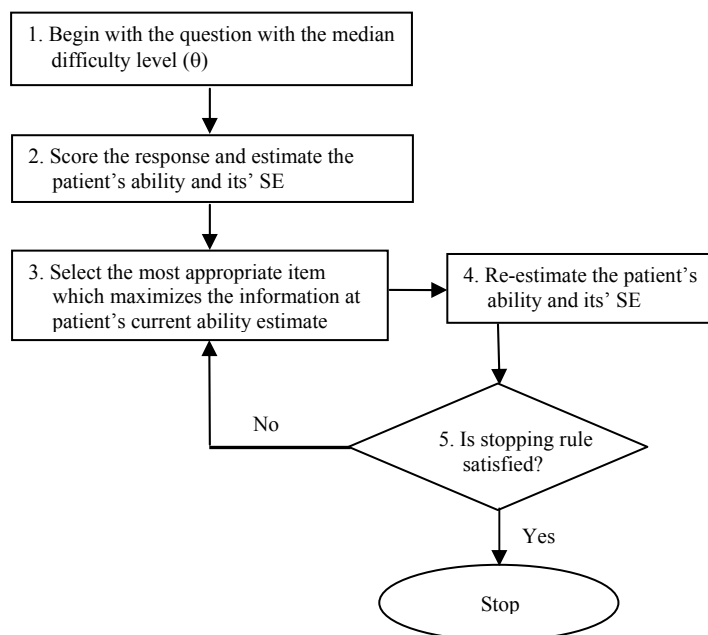 1. Begin with the question with the median
difficulty level (θ)
2. Score the response and estimate the
patient’s ability and its’ SE
3. Select the most appropriate item
which maximizes the information at
patient’s current ability estimate
4. Re-estimate the patient’s
ability and its’ SE
No
5. Is stopping rule
satisfied?
Yes
Stop